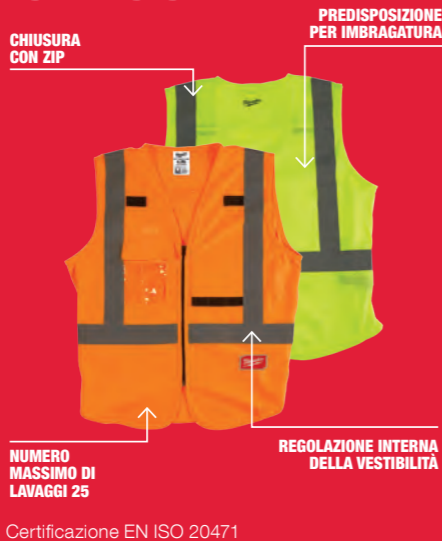 CHIUSURA
CON ZIP
PREDISPOSIZIONE
PER IMBRAGATURA
NUMERO
MASSIMO DI
LAVAGGI 25
REGOLAZIONE INTERNA
DELLA VESTIBILITÀ
Certificazione EN ISO 20471